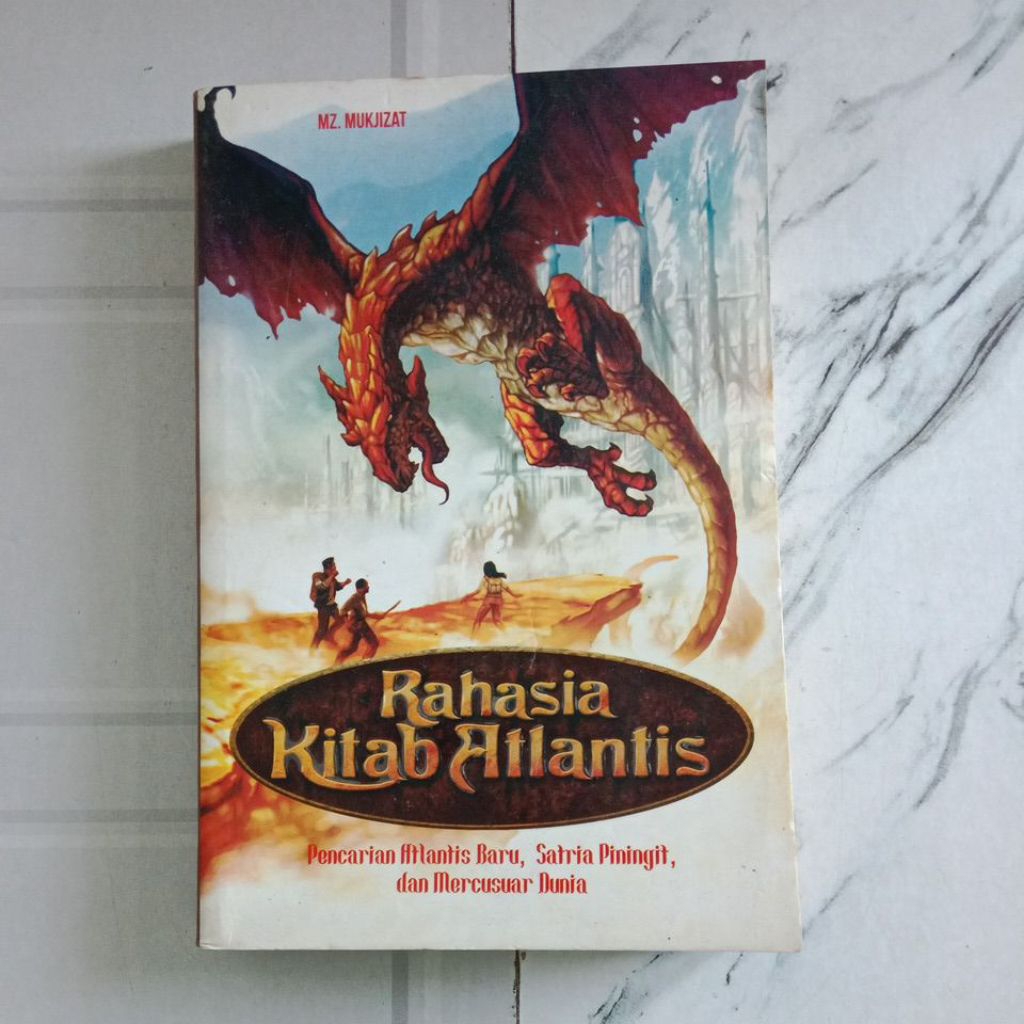 MZ. MUKJIZAT
Rahasia
Kitab Atlantis
Pencarian Atlantis Baru, Satria Piningit,
dan Mercusuar Dunia